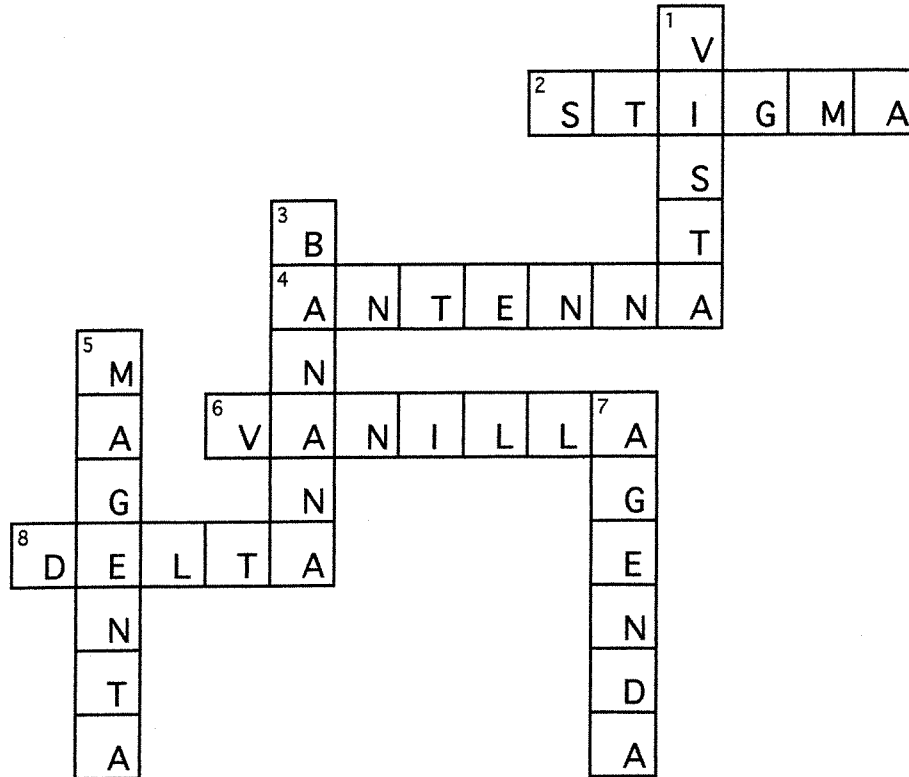 1 V
2 S T I G M A
S
3 B T
4 A N T E N N A
5 M N
A 6 V A N I L L 7 A
G N G
8 D E L T A E
N N
T D
A A